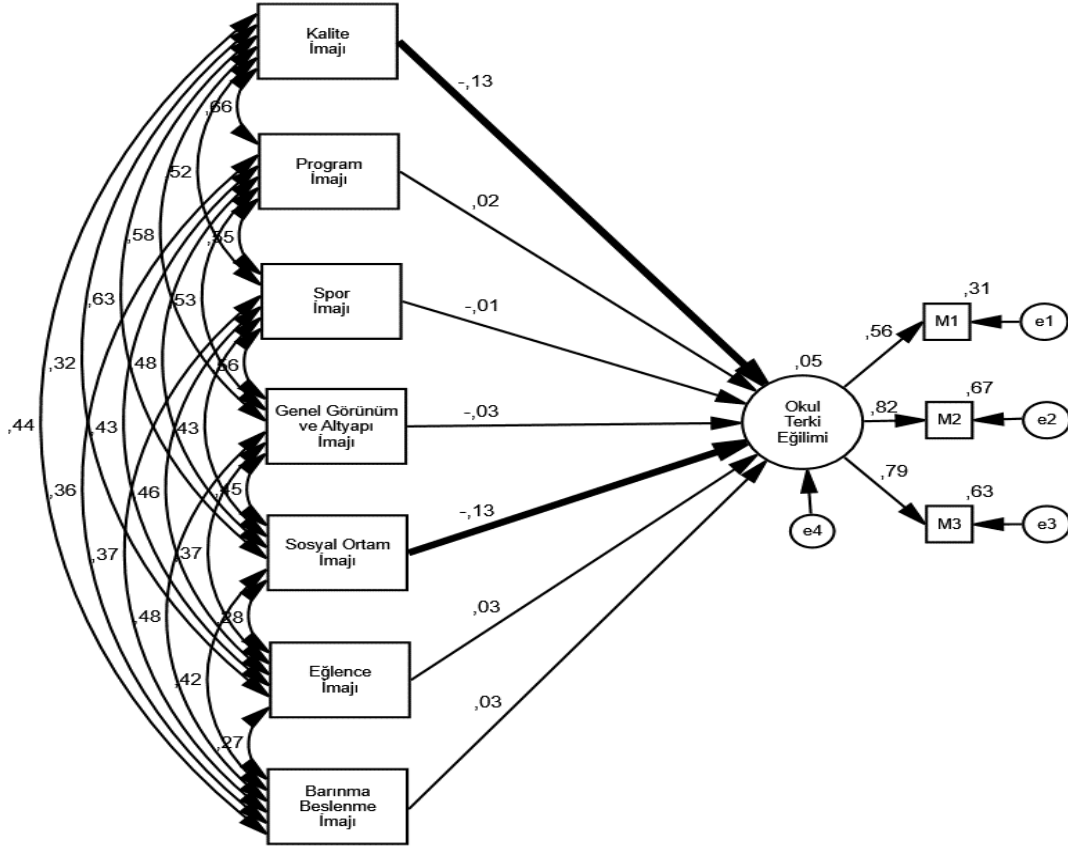 Kalite
İmajı
-,13
,66
Program
İmajı
,52
,02
,58
,55
Spor
İmajı
,31
M1
e1
,63
,53
-,01
,56
,32
,48
,56
,05
,67
Genel Görünüm
ve Altyapı
İmajı
-,03
Okul
Terki
Eğilimi
,82
M2
e2
,44
,43
,43
,79
,36
,46
,45
-,13
,63
Sosyal Ortam
İmajı
e4
M3
e3
,37
,37
,48
,28
,03
Eğlence
İmajı
,42
,03
,27
Barınma
Beslenme
İmajı